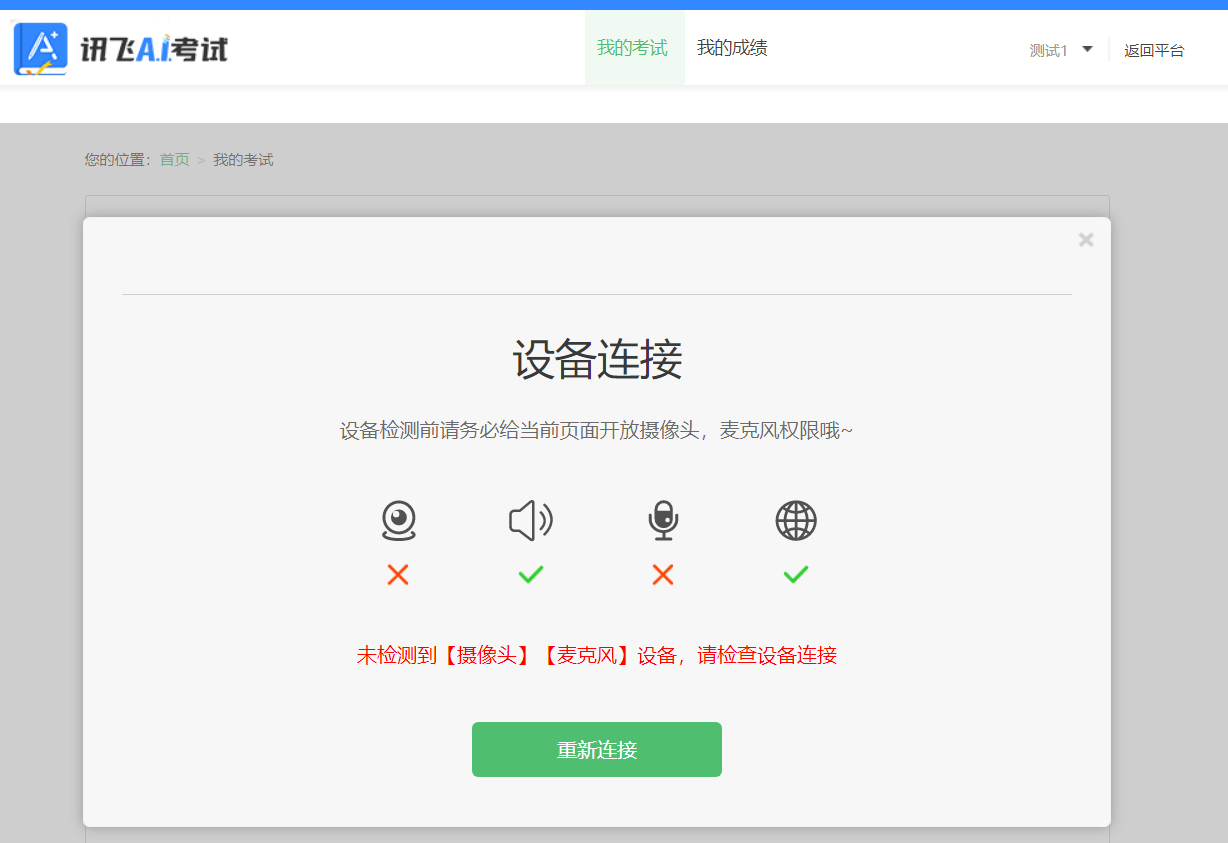 讯飞A.I.考试
我的考试
我的成绩
测试1
返回平台
您的位置：首页 > 我的考试
设备连接
设备检测前请务必给当前页面开放摄像头，麦克风权限哦~
未检测到【摄像头】【麦克风】设备，请检查设备连接
重新连接